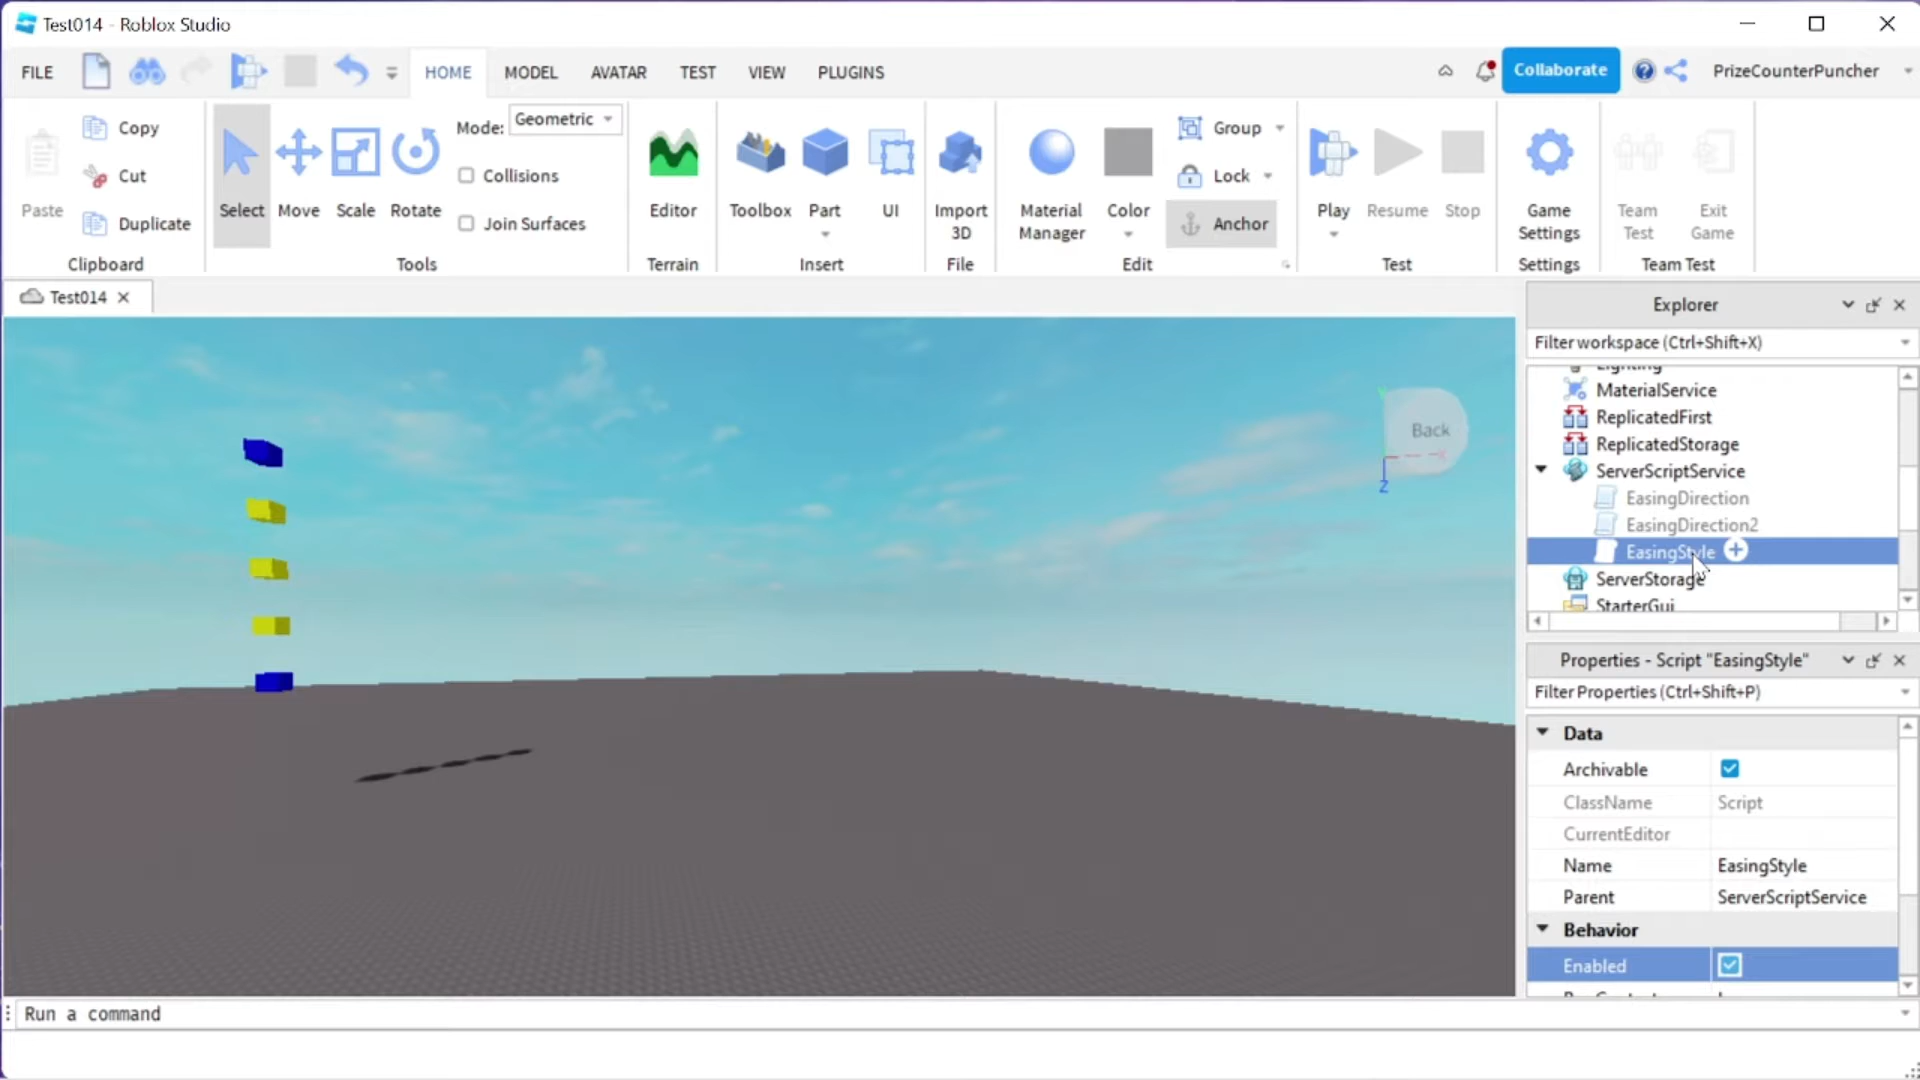 Test014 - Roblox Studio
FILE HOME MODEL AVATAR TEST VIEW PLUGINS Collaborate PrizeCounterPuncher
Paste
Copy
Cut
Duplicate
Clipboard
Select Move Scale Rotate
Mode: Geometric
Collisions
Join Surfaces
Tools
Editor
Terrain
Toolbox Part UI
Insert
Import
3D
File
Material
Manager
Color
Group
Lock
Anchor
Edit
Play Resume Stop
Test
Game
Settings
Settings
Team
Test
Exit
Game
Team Test
Test014
Back
Z
Explorer
Filter workspace (Ctrl+Shift+X)
Lighting
MaterialService
ReplicatedFirst
ReplicatedStorage
ServerScriptService
EasingDirection
EasingDirection2
EasingStyle
ServerStorage
StarterGui
Properties - Script "EasingStyle"
Filter Properties (Ctrl+Shift+P)
Data
Archivable
ClassName Script
CurrentEditor
Name EasingStyle
Parent ServerScriptService
Behavior
Enabled
Run a command